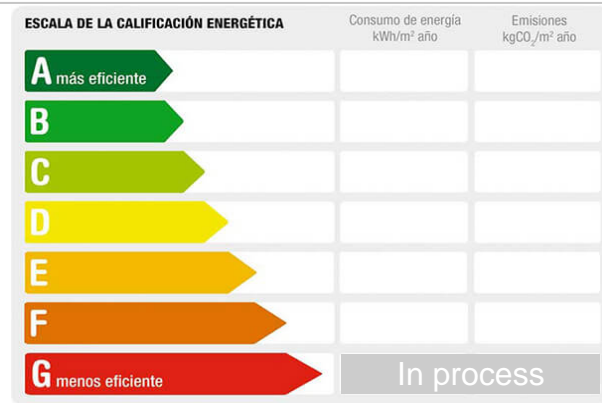 ESCALA DE LA CALIFICACIÓN ENERGÉTICA
Consumo de energía
kWh/m² año
Emisiones
kgCO₂/m² año
A más eficiente
B
C
D
E
F
G menos eficiente
In process